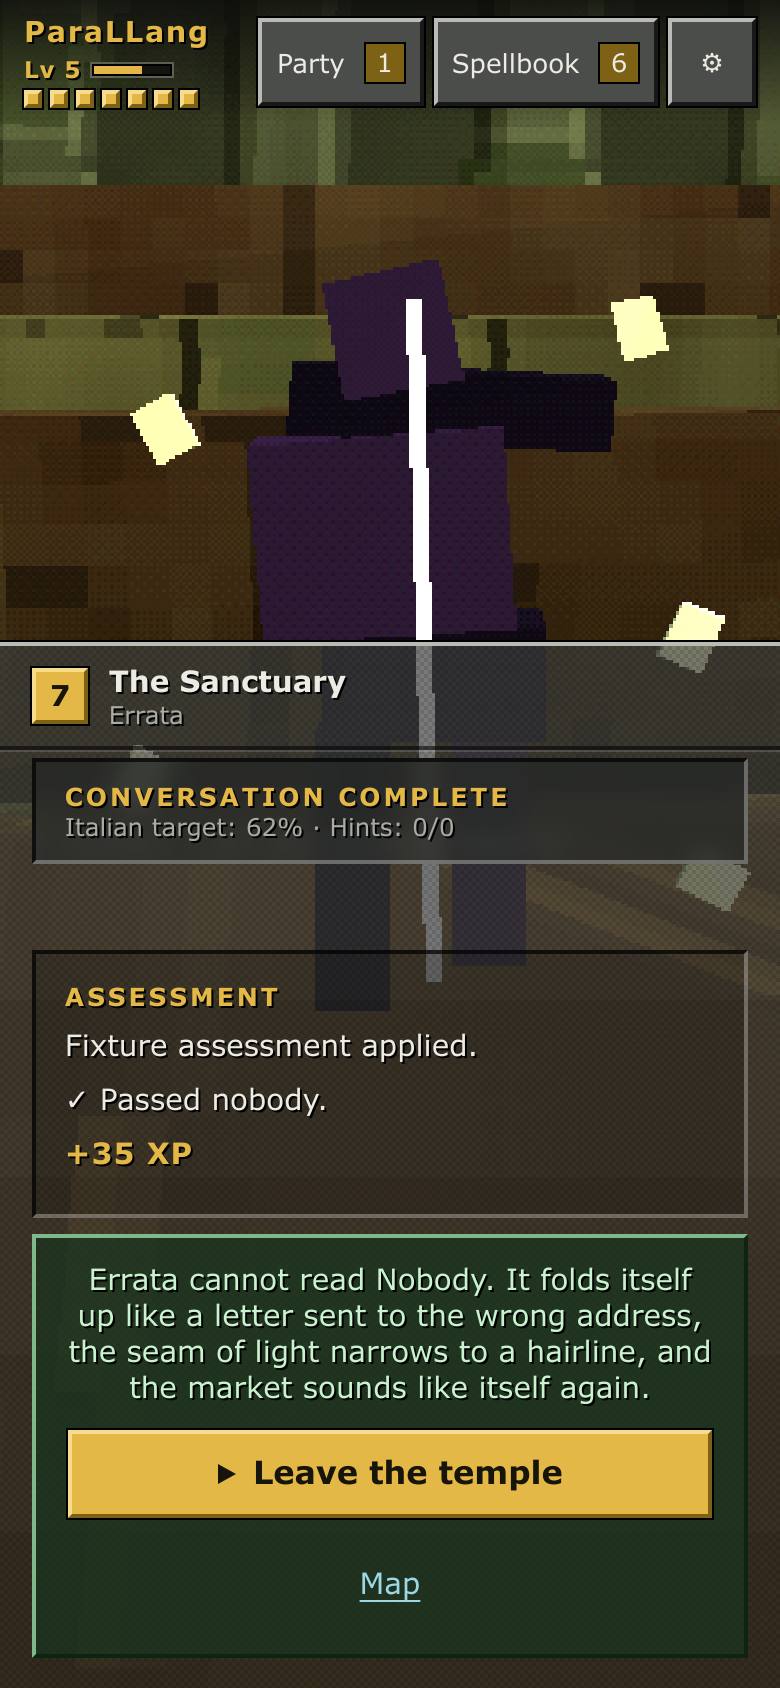 ParaLLang
Lv 5
Party 1
Spellbook 6
⚙
7
The Sanctuary
Errata
CONVERSATION COMPLETE
Italian target: 62% · Hints: 0/0
ASSESSMENT
Fixture assessment applied.
✓ Passed nobody.
+35 XP
Errata cannot read Nobody. It folds itself
up like a letter sent to the wrong address,
the seam of light narrows to a hairline, and
the market sounds like itself again.
▶ Leave the temple
Map